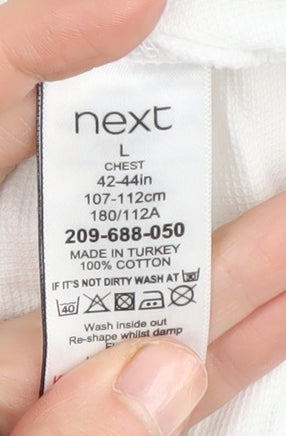 next
L
CHEST
42-44in
107-112cm
180/112A
209-688-050
MADE IN TURKEY
100% COTTON
IF IT'S NOT DIRTY WASH AT 30
40
Wash inside out
Re-shape whilst damp